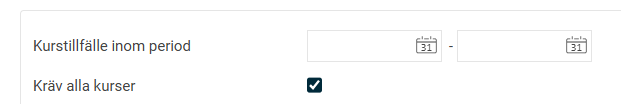 Kurstillfälle inom period 31 - 31
Kräv alla kurser